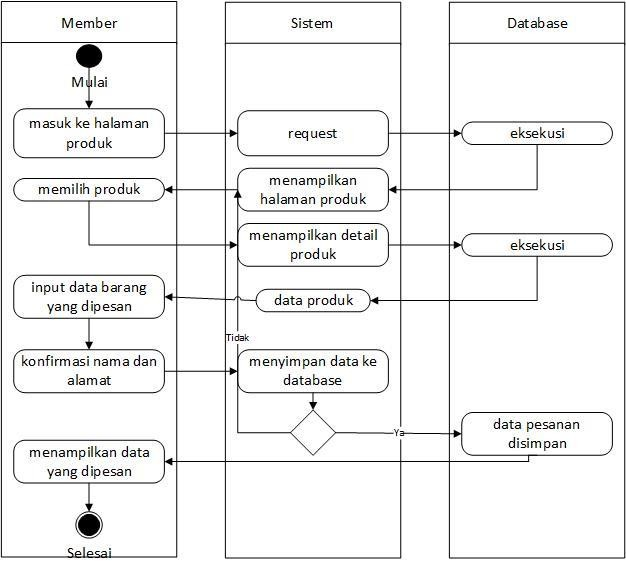 Member
Sistem
Database
Mulai
masuk ke halaman
produk
request
eksekusi
memilih produk
menampilkan
halaman produk
menampilkan detail
produk
eksekusi
input data barang
yang dipesan
data produk
Tidak
konfirmasi nama dan
alamat
menyimpan data ke
database
Ya
data pesanan
disimpan
menampilkan data
yang dipesan
Selesai